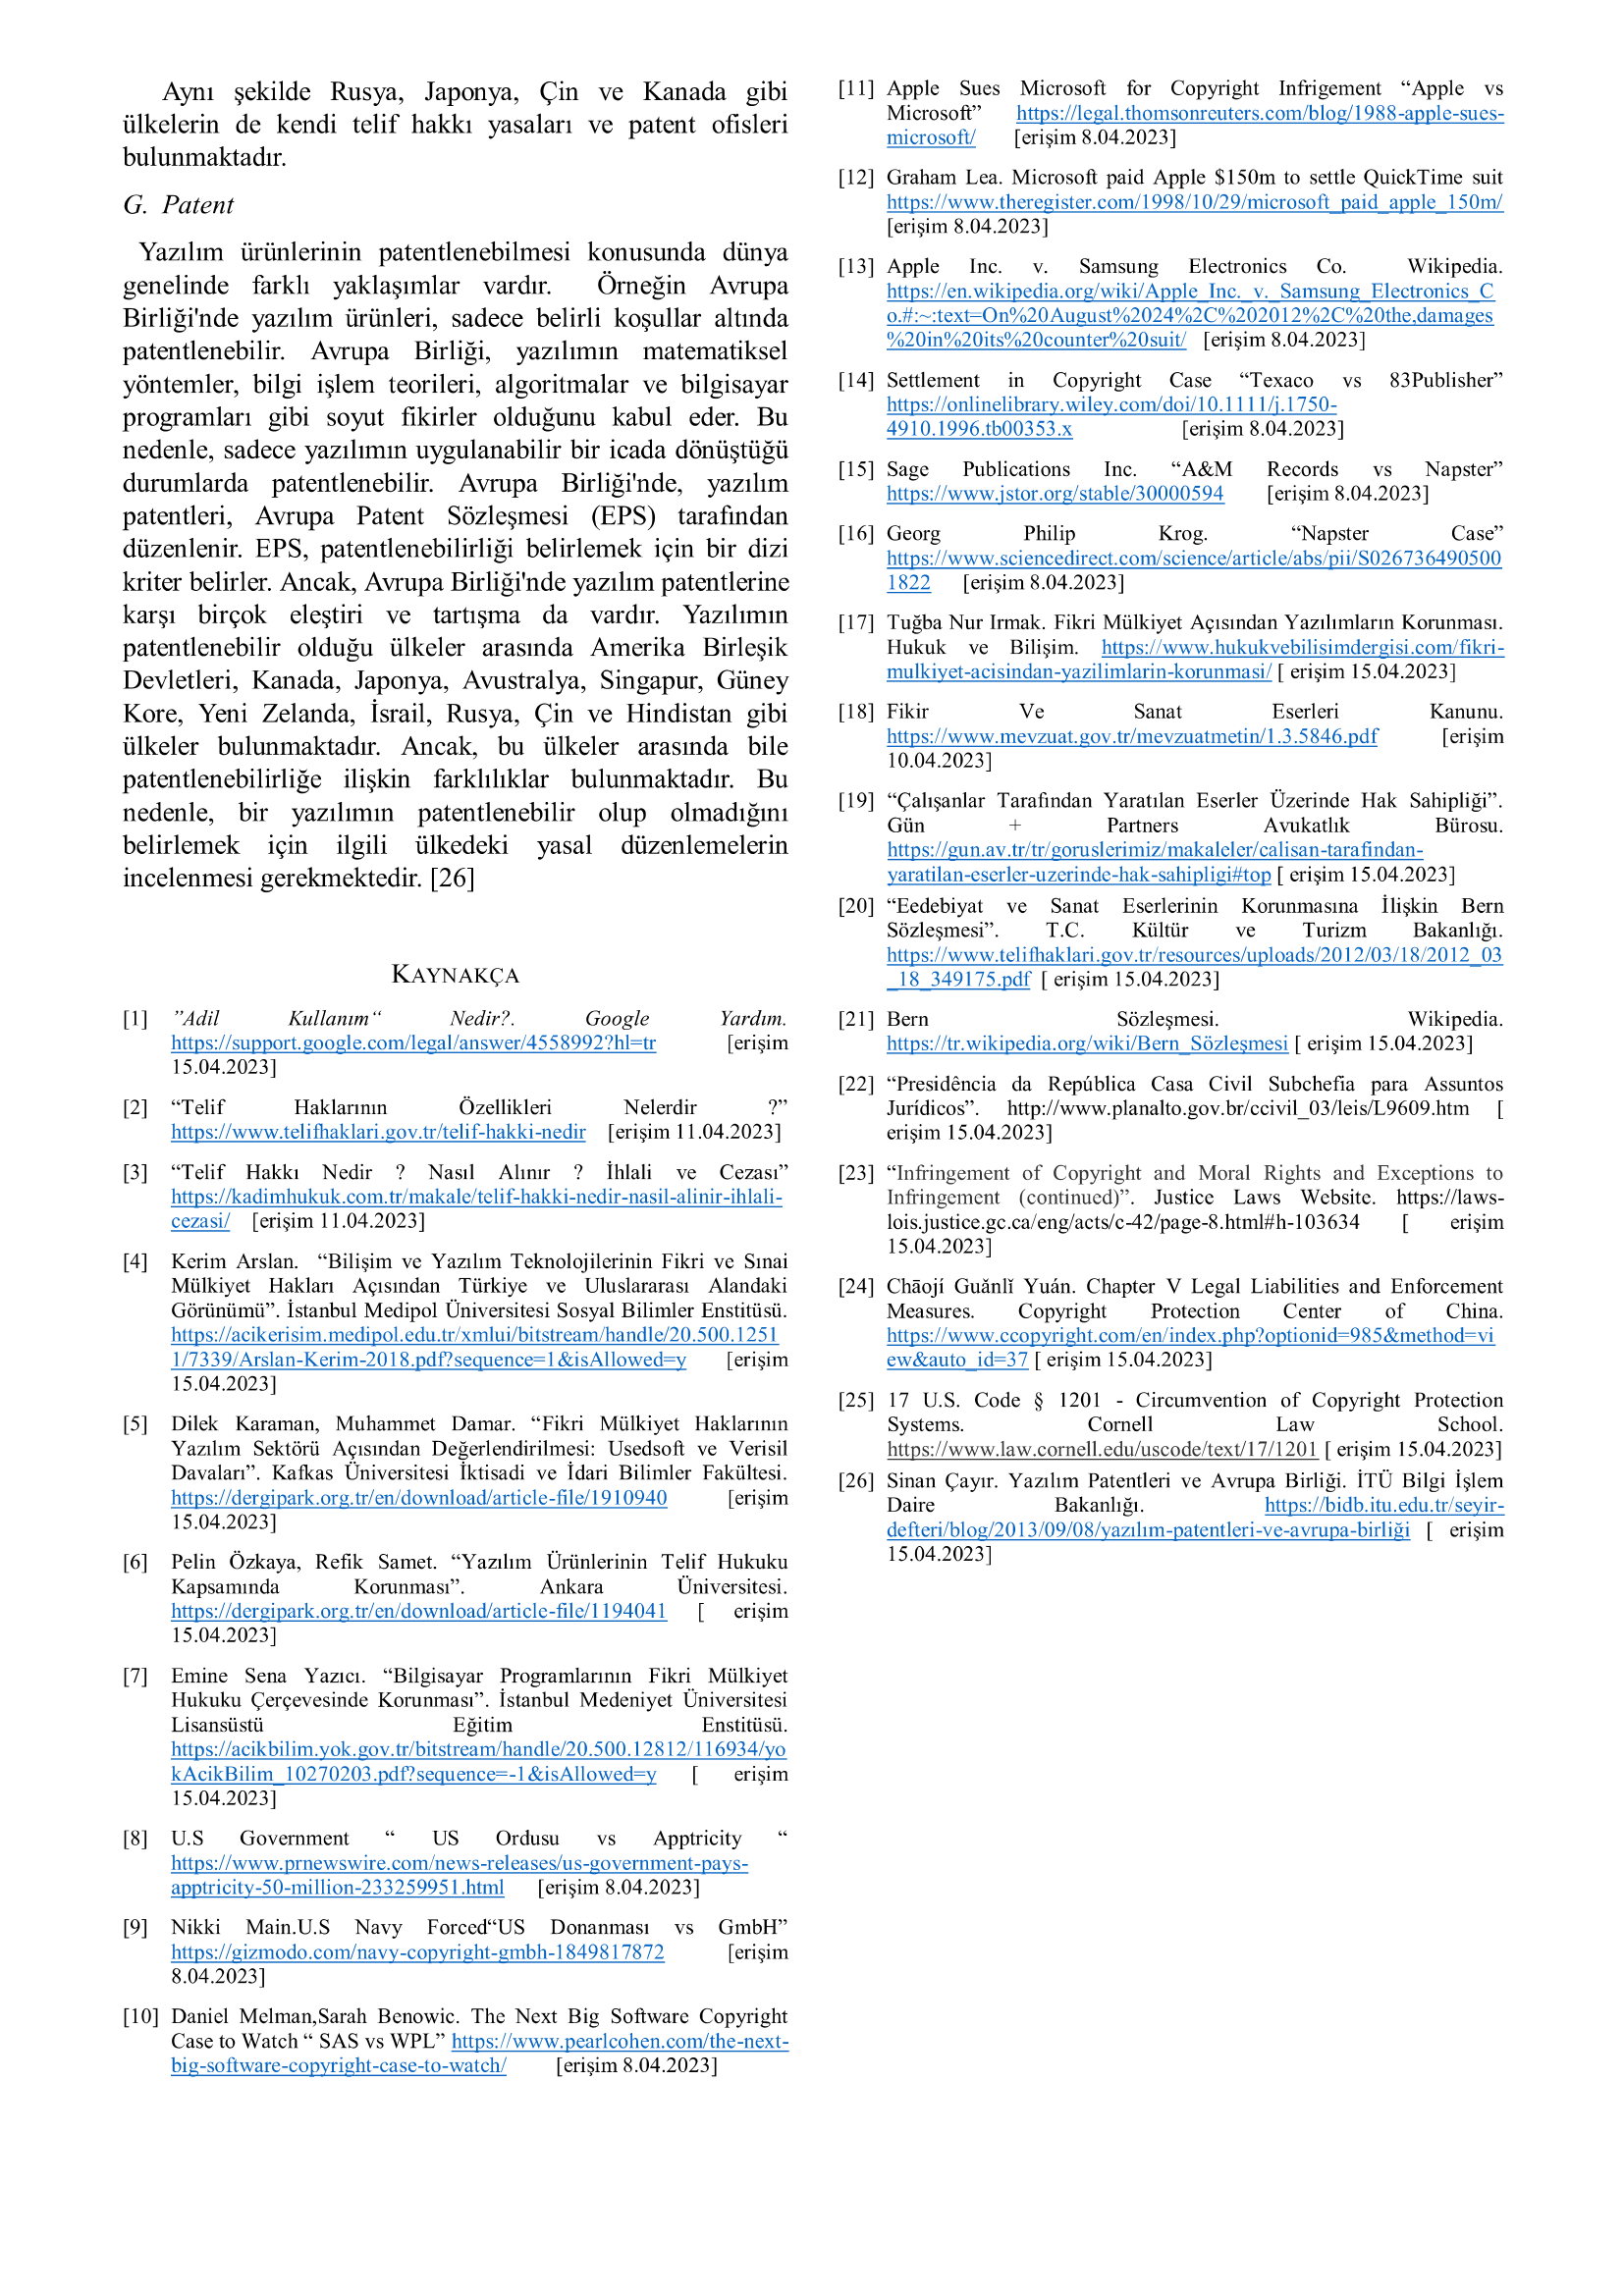 Aynı şekilde Rusya, Japonya, Çin ve Kanada gibi
ülkelerin de kendi telif hakkı yasaları ve patent ofisleri
bulunmaktadır.
G. Patent
Yazılım ürünlerinin patentlenebilmesi konusunda dünya
genelinde farklı yaklaşımlar vardır. Örneğin Avrupa
Birliği'nde yazılım ürünleri, sadece belirli koşullar altında
patentlenebilir. Avrupa Birliği, yazılımın matematiksel
yöntemler, bilgi işlem teorileri, algoritmalar ve bilgisayar
programları gibi soyut fikirler olduğunu kabul eder. Bu
nedenle, sadece yazılımın uygulanabilir bir icada dönüştüğü
durumlarda patentlenebilir. Avrupa Birliği'nde, yazılım
patentleri, Avrupa Patent Sözleşmesi (EPS) tarafından
düzenlenir. EPS, patentlenebilirliği belirlemek için bir dizi
kriter belirler. Ancak, Avrupa Birliği'nde yazılım patentlerine
karşı birçok eleştiri ve tartışma da vardır. Yazılımın
patentlenebilir olduğu ülkeler arasında Amerika Birleşik
Devletleri, Kanada, Japonya, Avustralya, Singapur, Güney
Kore, Yeni Zelanda, İsrail, Rusya, Çin ve Hindistan gibi
ülkeler bulunmaktadır. Ancak, bu ülkeler arasında bile
patentlenebilirliğe ilişkin farklılıklar bulunmaktadır. Bu
nedenle, bir yazılımın patentlenebilir olup olmadığını
belirlemek için ilgili ülkedeki yasal düzenlemelerin
incelenmesi gerekmektedir. [26]
KAYNAKÇA
[1] ”Adil Kullanım“ Nedir?. Google Yardım.
https://support.google.com/legal/answer/4558992?hl=tr [erişim
15.04.2023]
[2] “Telif Haklarının Özellikleri Nelerdir ?”
https://www.telifhaklari.gov.tr/telif-hakki-nedir [erişim 11.04.2023]
[3] “Telif Hakkı Nedir ? Nasıl Alınır ? İhlali ve Cezası”
https://kadimhukuk.com.tr/makale/telif-hakki-nedir-nasil-alinir-ihlali-
cezasi/ [erişim 11.04.2023]
[4] Kerim Arslan. “Bilişim ve Yazılım Teknolojilerinin Fikri ve Sınai
Mülkiyet Hakları Açısından Türkiye ve Uluslararası Alandaki
Görünümü”. İstanbul Medipol Üniversitesi Sosyal Bilimler Enstitüsü.
https://acikerisim.medipol.edu.tr/xmlui/bitstream/handle/20.500.1251
1/7339/Arslan-Kerim-2018.pdf?sequence=1&isAllowed=y [erişim
15.04.2023]
[5] Dilek Karaman, Muhammet Damar. “Fikri Mülkiyet Haklarının
Yazılım Sektörü Açısından Değerlendirilmesi: Usedsoft ve Verisil
Davaları”. Kafkas Üniversitesi İktisadi ve İdari Bilimler Fakültesi.
https://dergipark.org.tr/en/download/article-file/1910940 [erişim
15.04.2023]
[6] Pelin Özkaya, Refik Samet. “Yazılım Ürünlerinin Telif Hukuku
Kapsamında Korunması”. Ankara Üniversitesi.
https://dergipark.org.tr/en/download/article-file/1194041 [ erişim
15.04.2023]
[7] Emine Sena Yazıcı. “Bilgisayar Programlarının Fikri Mülkiyet
Hukuku Çerçevesinde Korunması”. İstanbul Medeniyet Üniversitesi
Lisansüstü Eğitim Enstitüsü.
https://acikbilim.yok.gov.tr/bitstream/handle/20.500.12812/116934/yo
kAcikBilim_10270203.pdf?sequence=-1&isAllowed=y [ erişim
15.04.2023]
[8] U.S Government “ US Ordusu vs Apptricity “
https://www.prnewswire.com/news-releases/us-government-pays-
apptricity-50-million-233259951.html [erişim 8.04.2023]
[9] Nikki Main.U.S Navy Forced“US Donanması vs GmbH”
https://gizmodo.com/navy-copyright-gmbh-1849817872 [erişim
8.04.2023]
[10] Daniel Melman,Sarah Benowic. The Next Big Software Copyright
Case to Watch “ SAS vs WPL” https://www.pearlcohen.com/the-next-
big-software-copyright-case-to-watch/ [erişim 8.04.2023]
[11] Apple Sues Microsoft for Copyright Infrigement “Apple vs
Microsoft” https://legal.thomsonreuters.com/blog/1988-apple-sues-
microsoft/ [erişim 8.04.2023]
[12] Graham Lea. Microsoft paid Apple $150m to settle QuickTime suit
https://www.theregister.com/1998/10/29/microsoft_paid_apple_150m/
[erişim 8.04.2023]
[13] Apple Inc. v. Samsung Electronics Co. Wikipedia.
https://en.wikipedia.org/wiki/Apple_Inc._v._Samsung_Electronics_C
o.#:~:text=On%20August%2024%2C%202012%2C%20the,damages
%20in%20its%20counter%20suit/ [erişim 8.04.2023]
[14] Settlement in Copyright Case “Texaco vs 83Publisher”
https://onlinelibrary.wiley.com/doi/10.1111/j.1750-
4910.1996.tb00353.x [erişim 8.04.2023]
[15] Sage Publications Inc. “A&M Records vs Napster”
https://www.jstor.org/stable/30000594 [erişim 8.04.2023]
[16] Georg Philip Krog. “Napster Case”
https://www.sciencedirect.com/science/article/abs/pii/S026736490500
1822 [erişim 8.04.2023]
[17] Tuğba Nur Irmak. Fikri Mülkiyet Açısından Yazılımların Korunması.
Hukuk ve Bilişim. https://www.hukukvebilisimdergisi.com/fikri-
mulkiyet-acisindan-yazilimlarin-korunmasi/ [ erişim 15.04.2023]
[18] Fikir Ve Sanat Eserleri Kanunu.
https://www.mevzuat.gov.tr/mevzuatmetin/1.3.5846.pdf [erişim
10.04.2023]
[19] “Çalışanlar Tarafından Yaratılan Eserler Üzerinde Hak Sahipliği”.
Gün + Partners Avukatlık Bürosu.
https://gun.av.tr/tr/goruslerimiz/makaleler/calisan-tarafindan-
yaratilan-eserler-uzerinde-hak-sahipligi#top [ erişim 15.04.2023]
[20] “Eedebiyat ve Sanat Eserlerinin Korunmasına İlişkin Bern
Sözleşmesi”. T.C. Kültür ve Turizm Bakanlığı.
https://www.telifhaklari.gov.tr/resources/uploads/2012/03/18/2012_03
_18_349175.pdf [ erişim 15.04.2023]
[21] Bern Sözleşmesi. Wikipedia.
https://tr.wikipedia.org/wiki/Bern_Sözleşmesi [ erişim 15.04.2023]
[22] “Presidência da República Casa Civil Subchefia para Assuntos
Jurídicos”. http://www.planalto.gov.br/ccivil_03/leis/L9609.htm [
erişim 15.04.2023]
[23] “Infringement of Copyright and Moral Rights and Exceptions to
Infringement (continued)”. Justice Laws Website. https://laws-
lois.justice.gc.ca/eng/acts/c-42/page-8.html#h-103634 [ erişim
15.04.2023]
[24] Chāojí Guǎnlǐ Yuán. Chapter V Legal Liabilities and Enforcement
Measures. Copyright Protection Center of China.
https://www.ccopyright.com/en/index.php?optionid=985&method=vi
ew&auto_id=37 [ erişim 15.04.2023]
[25] 17 U.S. Code § 1201 - Circumvention of Copyright Protection
Systems. Cornell Law School.
https://www.law.cornell.edu/uscode/text/17/1201 [ erişim 15.04.2023]
[26] Sinan Çayır. Yazılım Patentleri ve Avrupa Birliği. İTÜ Bilgi İşlem
Daire Bakanlığı. https://bidb.itu.edu.tr/seyir-
defteri/blog/2013/09/08/yazılım-patentleri-ve-avrupa-birliği [ erişim
15.04.2023]